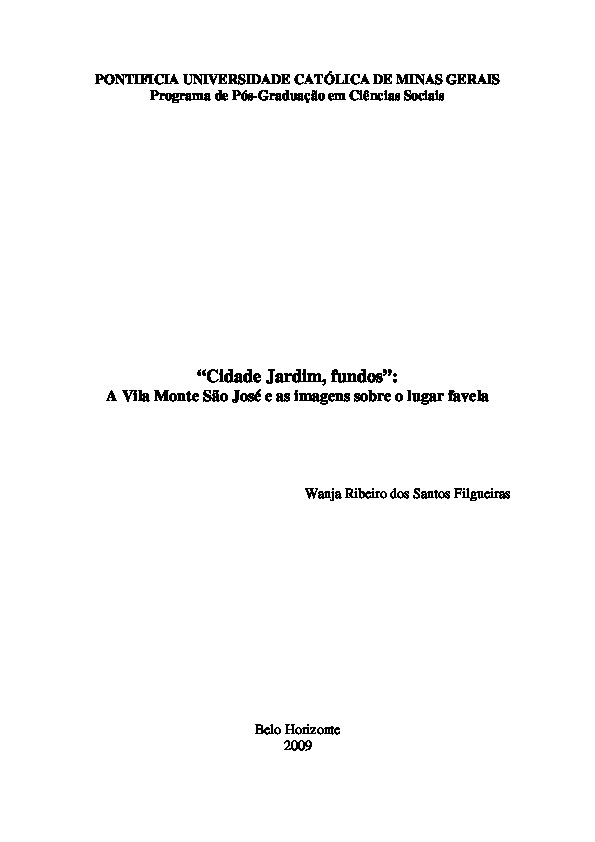 PONTIFICIA UNIVERSIDADE CATÓLICA DE MINAS GERAIS
Programa de Pós-Graduação em Ciências Sociais
“Cidade Jardim, fundos”:
A Vila Monte São José e as imagens sobre o lugar favela
Wanja Ribeiro dos Santos Filgueiras
Belo Horizonte
2009